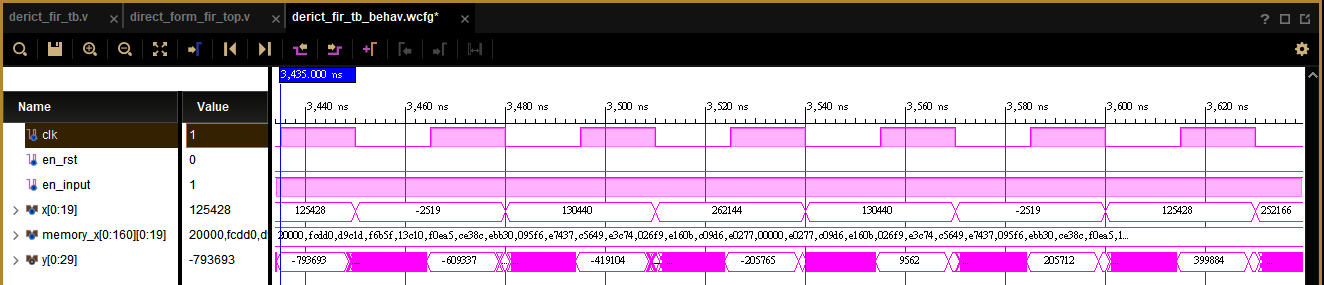 derict_fir_tb.v × direct_form_fir_top.v × derict_fir_tb_behav.wcfg* × ?
3,435.000 ns
Name Value
3,440 ns 3,460 ns 3,480 ns 3,500 ns 3,520 ns 3,540 ns 3,560 ns 3,580 ns 3,600 ns 3,620 ns
clk 1
en_rst 0
en_input 1
x[0:19] 125428 125428 -2519 130440 262144 130440 -2519 125428 252166
memory_x[0:160][0:19] 20000,fcdd0,d 20000,fcdd0,d9c1d,f6b5f,13c10,f0ea5,ce38c,ebb30,095f6,e7437,c5649,e3c74,026f9,e160b,c09d6,e0277,00000,e0277,c09d6,e160b,026f9,e3c74,c5649,e7437,095f6,ebb30,ce38c,f0ea5,1...
y[0:29] -793693 -793693 ... -609337 -419104 -205765 9562 205712 399884 ...